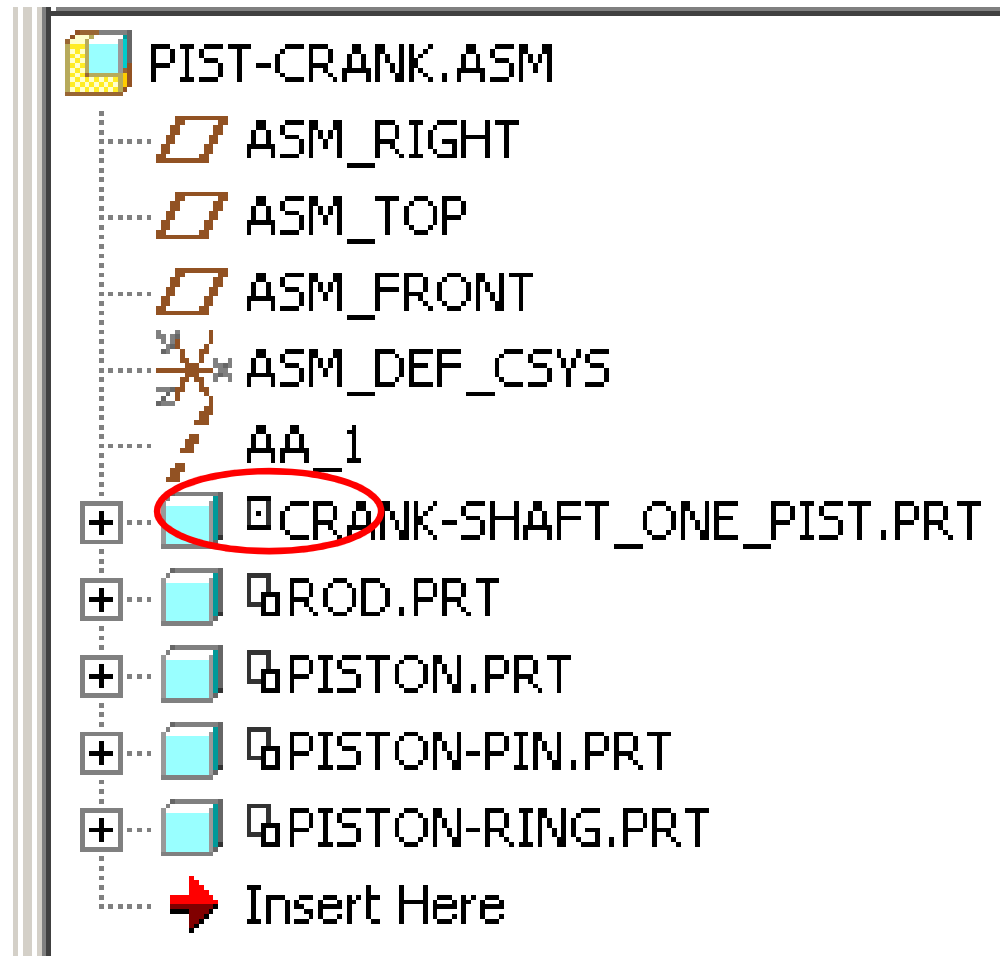 PIST-CRANK.ASM
ASM_RIGHT
ASM_TOP
ASM_FRONT
ASM_DEF_CSYS
AA_1
CRANK-SHAFT_ONE_PIST.PRT
ROD.PRT
PISTON.PRT
PISTON-PIN.PRT
PISTON-RING.PRT
Insert Here